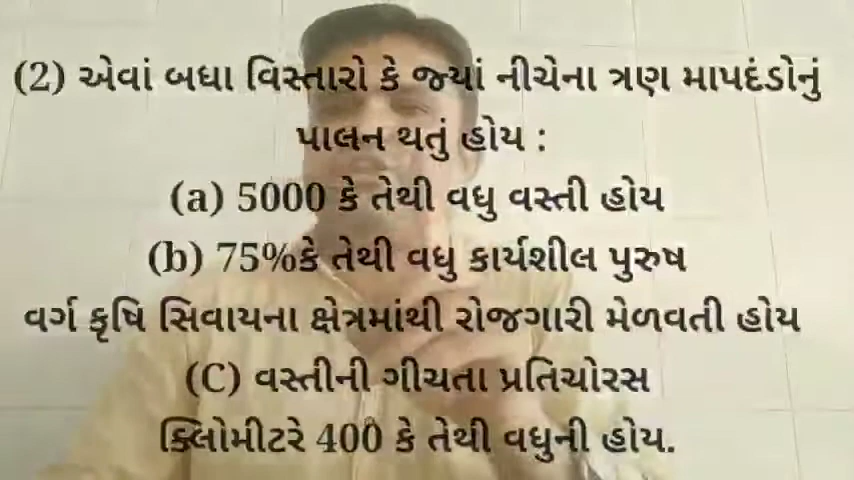 (2) એવાં બધા વિસ્તારો કે જ્યાં નીચેના ત્રણ માપદંડોનું
પાલન થતું હોય :
(a) 5000 કે તેથી વધુ વસ્તી હોય
(b) 75%કે તેથી વધુ કાર્યશીલ પુરુષ
વર્ગ કૃષિ સિવાયના ક્ષેત્રમાંથી રોજગારી મેળવતી હોય
(C) વસ્તીની ગીચતા પ્રતિચોરસ
ક્લિોમીટરે 400 કે તેથી વધુની હોય.